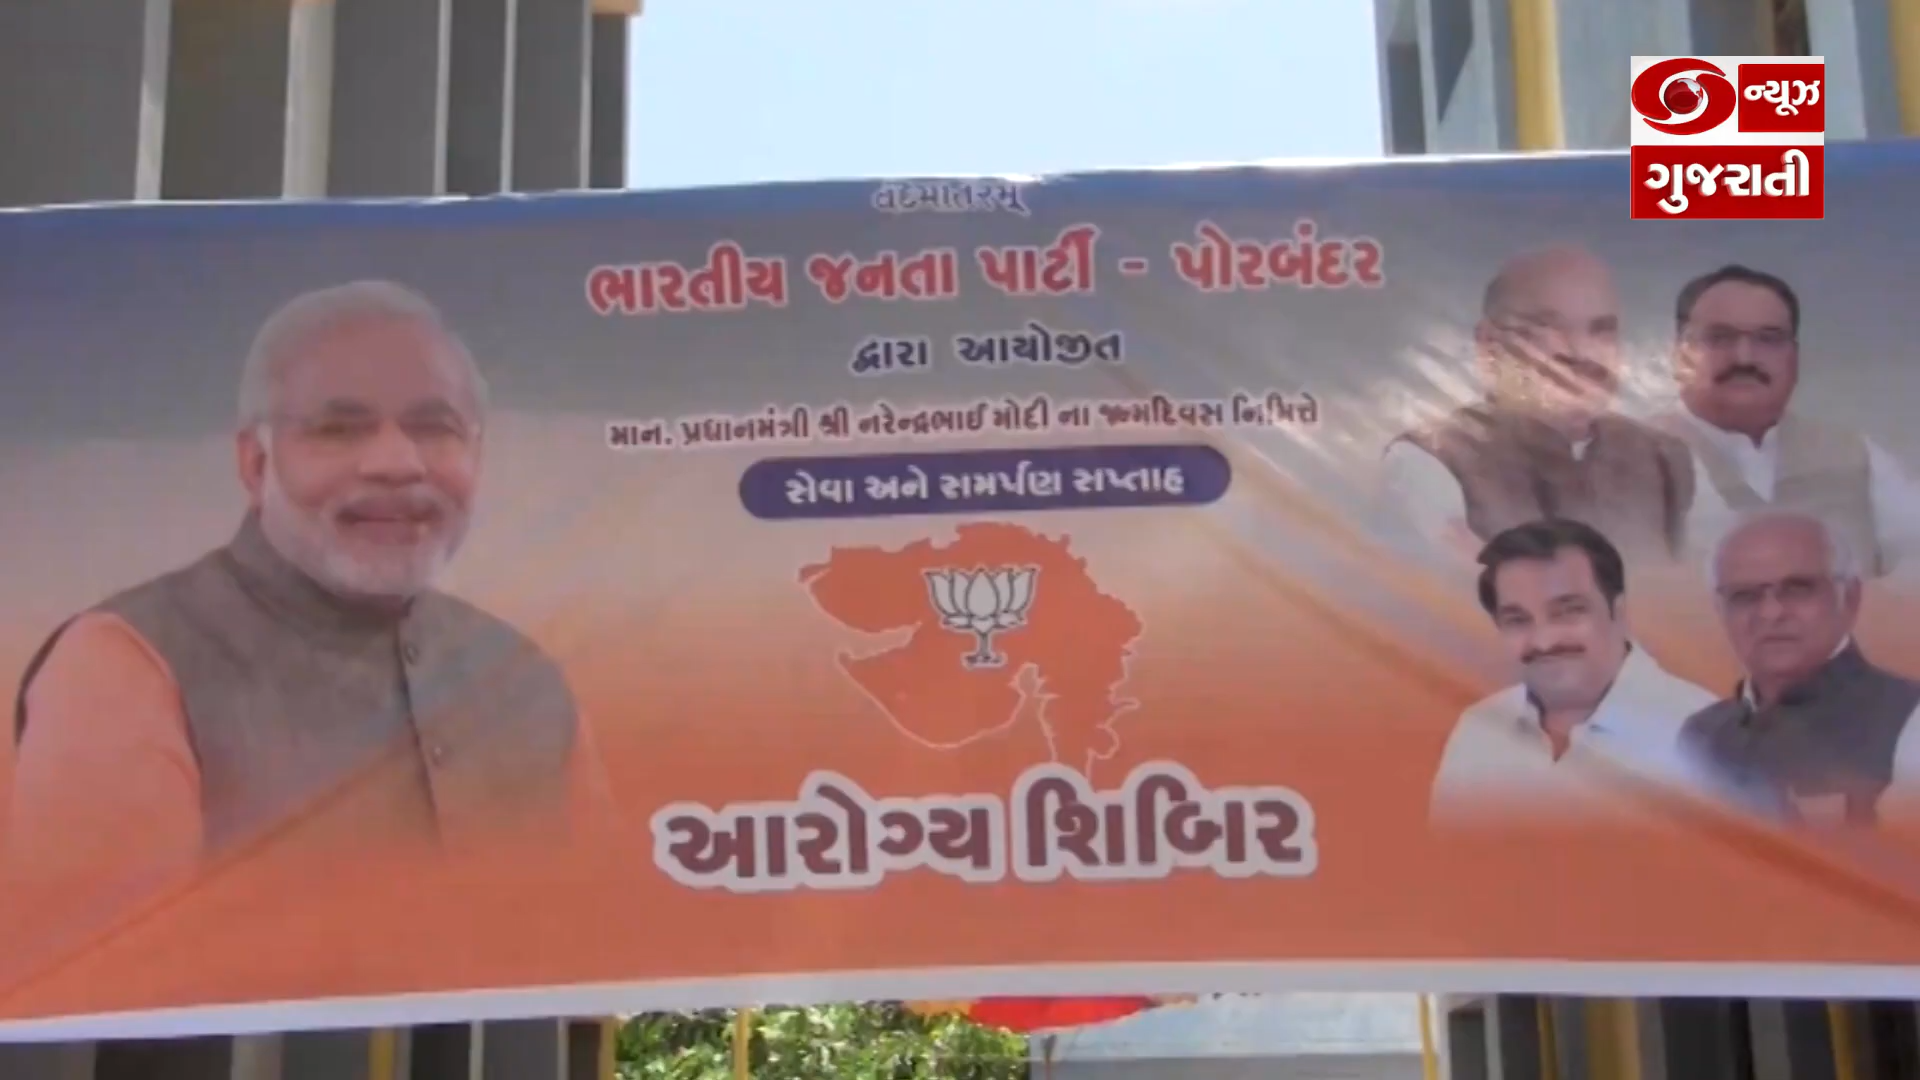 ન્યૂઝ
ગુજરાતી
વંદેમાતરમ્
ભારતીય જનતા પાર્ટી - પોરબંદર
દ્વારા આયોજીત
માન. પ્રધાનમંત્રી શ્રી નરેન્દ્રભાઈ મોદી ના જન્મદિવસ નિમિત્તે
સેવા અને સમર્પણ સપ્તાહ
આરોગ્ય શિબિર